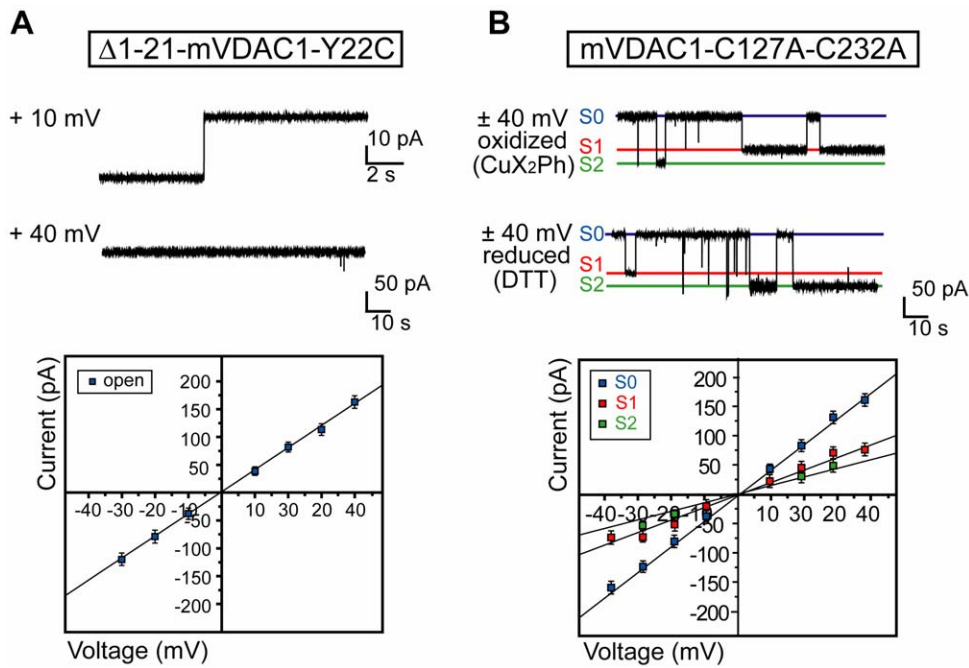 A
Δ1-21-mVDAC1-Y22C
+ 10 mV
10 pA
2 s
+ 40 mV
50 pA
10 s
Current (pA)
open
200
150
100
50
-40 -30 -20 -10
10 30 20 40
-50
-100
-150
-200
Voltage (mV)
B
mVDAC1-C127A-C232A
± 40 mV
oxidized
(CuX₂Ph)
S0
S1
S2
± 40 mV
reduced
(DTT)
S0
S1
S2
50 pA
10 s
Current (pA)
S0
S1
S2
200
150
100
50
-40 -30 -20 -10
10 30 20 40
-50
-100
-150
-200
Voltage (mV)